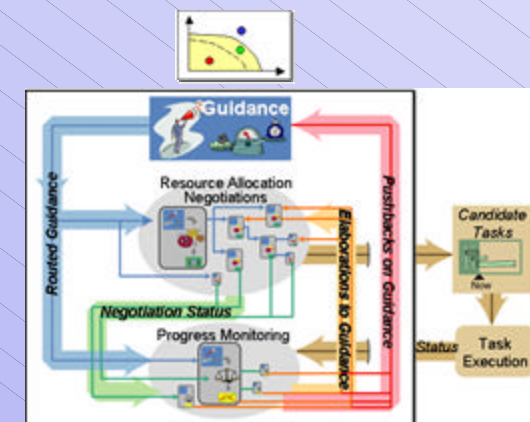 Guidance
Resource Allocation
Negotiations
Routed Guidance
Pushbacks on Guidance
Elaborations to Guidance
Candidate
Tasks
Now
Negotiation Status
Progress Monitoring
Status
Task
Execution